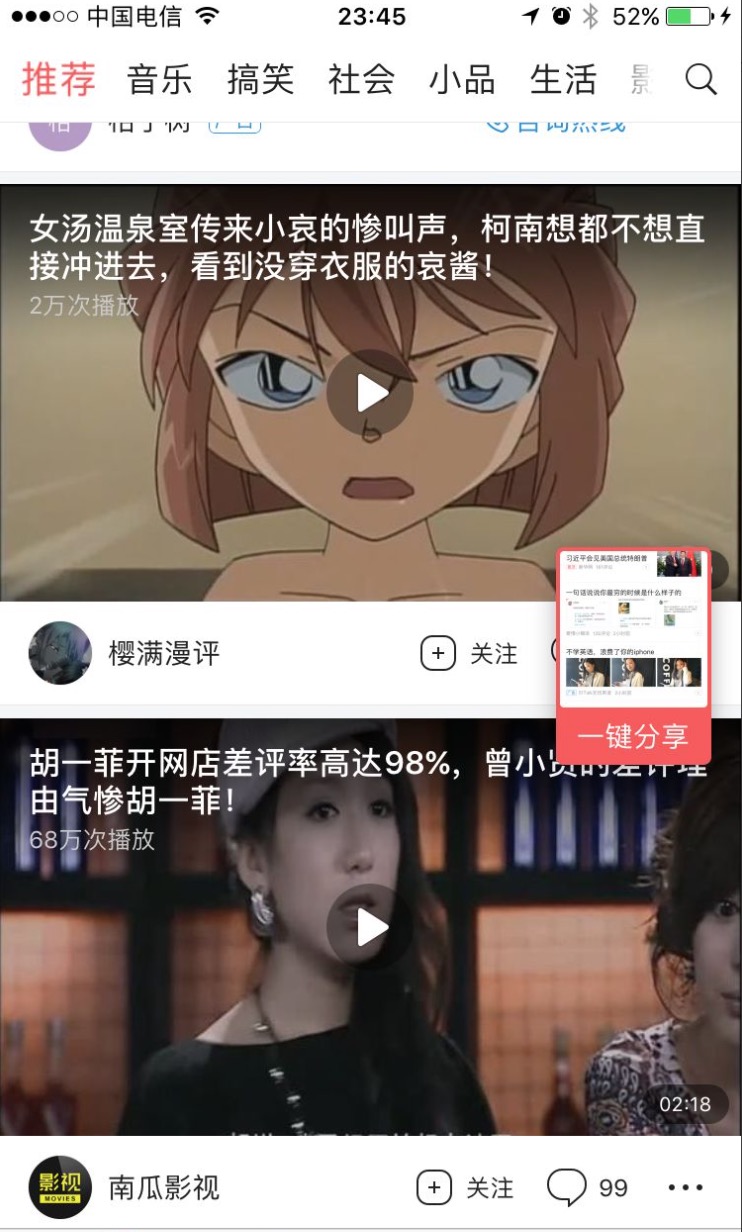 中国电信 23:45 52%
推荐 音乐 搞笑 社会 小品 生活 影
广告 咨询热线
女汤温泉室传来小哀的惨叫声，柯南想都不想直
接冲进去，看到没穿衣服的哀酱！
2万次播放
习近平会见美国总统特朗普
一句话说说你最穷的时候是什么样子的
不学英语，浪费了你的iphone
一键分享
樱满漫评 关注
胡一菲开网店差评率高达98%，曾小贤的差评理
由气惨胡一菲！
68万次播放
02:18
影视
MOVIES
南瓜影视 关注 99